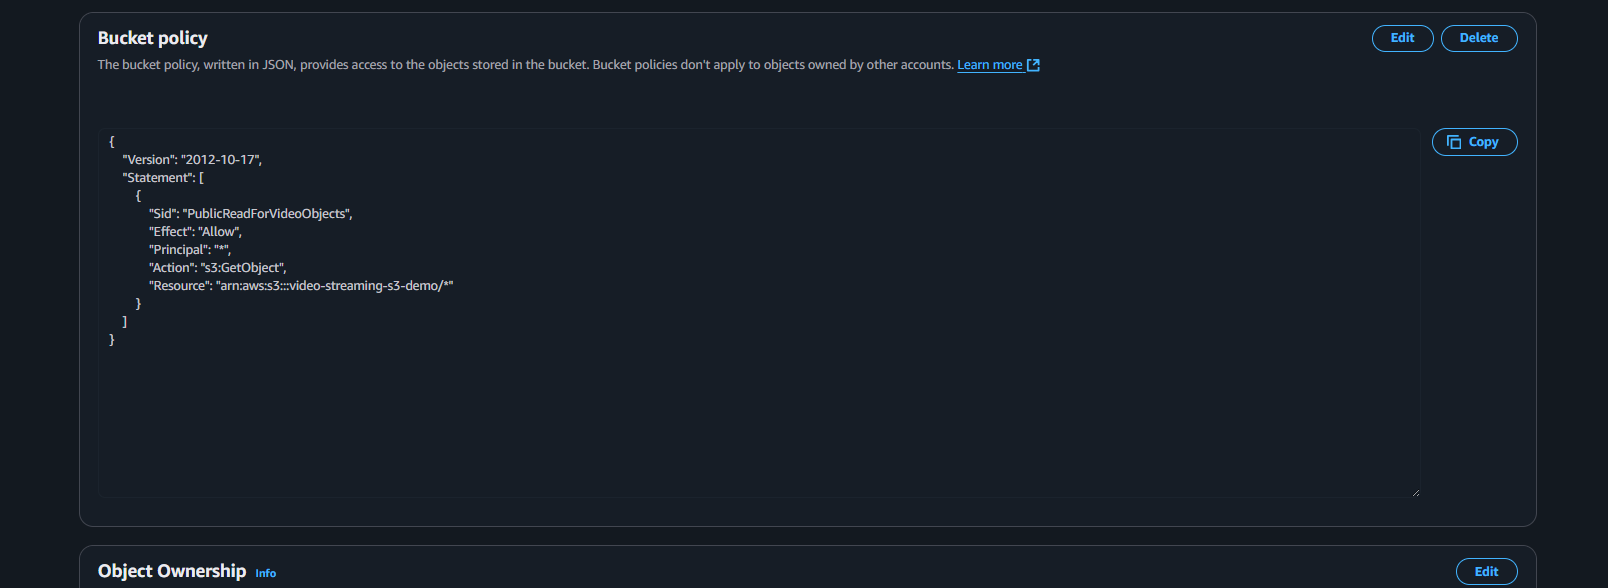 Bucket policy
Edit
Delete
The bucket policy, written in JSON, provides access to the objects stored in the bucket. Bucket policies don't apply to objects owned by other accounts. Learn more
Copy
{
"Version": "2012-10-17",
"Statement": [
{
"Sid": "PublicReadForVideoObjects",
"Effect": "Allow",
"Principal": "*",
"Action": "s3:GetObject",
"Resource": "arn:aws:s3:::video-streaming-s3-demo/*"
}
]
}
Object Ownership Info
Edit